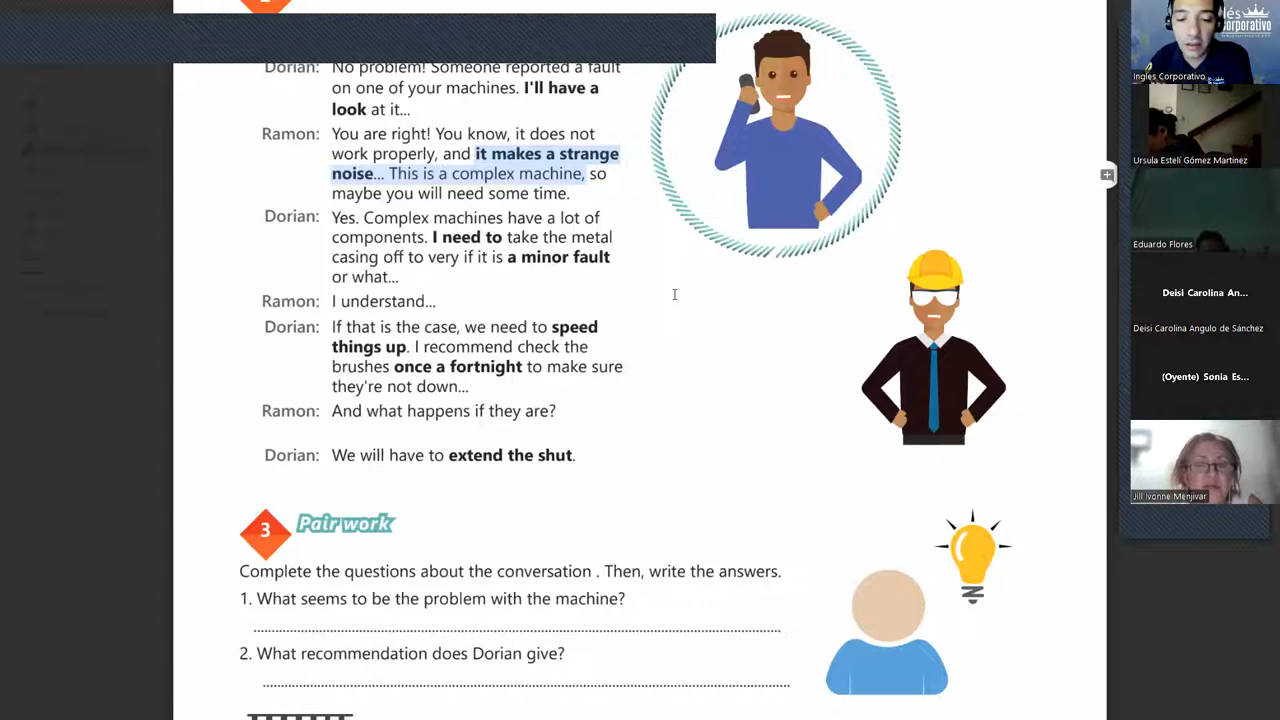 Dorian: No problem! Someone reported a fault
on one of your machines. I'll have a
look at it...
Ramon: You are right! You know, it does not
work properly, and it makes a strange
noise... This is a complex machine, so
maybe you will need some time.
Dorian: Yes. Complex machines have a lot of
components. I need to take the metal
casing off to very if it is a minor fault
or what...
Ramon: I understand...
Dorian: If that is the case, we need to speed
things up. I recommend check the
brushes once a fortnight to make sure
they're not down...
Ramon: And what happens if they are?
Dorian: We will have to extend the shut.
3 Pair work
Complete the questions about the conversation . Then, write the answers.
1. What seems to be the problem with the machine?
2. What recommendation does Dorian give?
lés
Corporativo
Ingles Corporativo
Ursula Estelí Gómez Martinez
Eduardo Flores
Deisi Carolina An...
Deisi Carolina Angulo de Sánchez
(Oyente) Sonia Es...
Jill Ivonne Menjivar